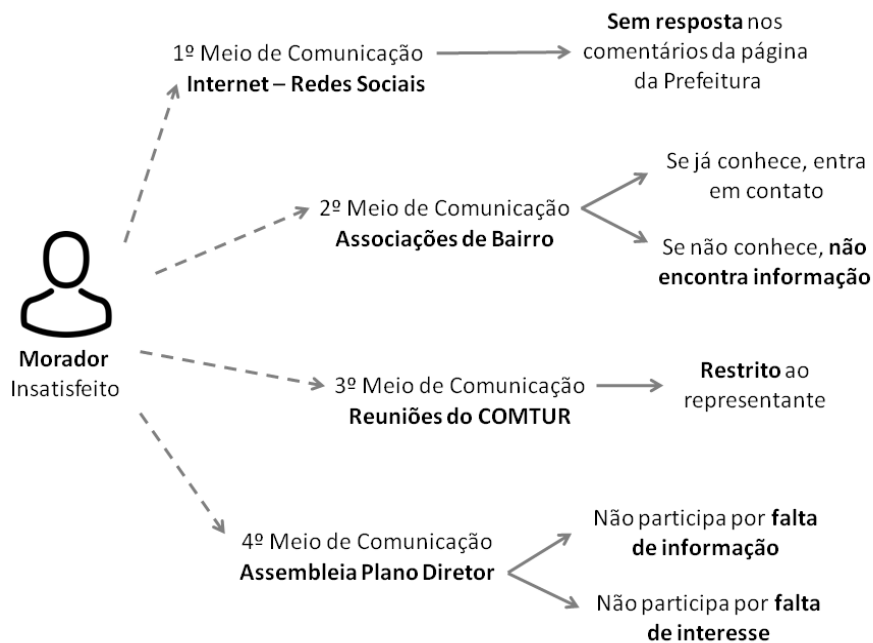 1º Meio de Comunicação
Internet – Redes Sociais
Sem resposta nos
comentários da página
da Prefeitura
2º Meio de Comunicação
Associações de Bairro
Se já conhece, entra
em contato
Se não conhece, não
encontra informação
Morador
Insatisfeito
3º Meio de Comunicação
Reuniões do COMTUR
Restrito ao
representante
4º Meio de Comunicação
Assembleia Plano Diretor
Não participa por falta
de informação
Não participa por falta
de interesse